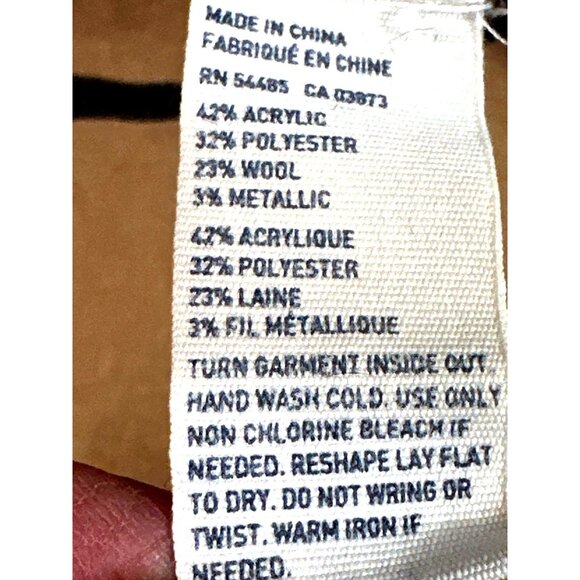 MADE IN CHINA
FABRIQUÉ EN CHINE
RN 54485 CA 03873
42% ACRYLIC
32% POLYESTER
23% WOOL
3% METALLIC
42% ACRYLIQUE
32% POLYESTER
23% LAINE
3% FIL MÉTALLIQUE
TURN GARMENT INSIDE OUT.
HAND WASH COLD. USE ONLY
NON CHLORINE BLEACH IF
NEEDED. RESHAPE LAY FLAT
TO DRY. DO NOT WRING OR
TWIST. WARM IRON IF
NEEDED.